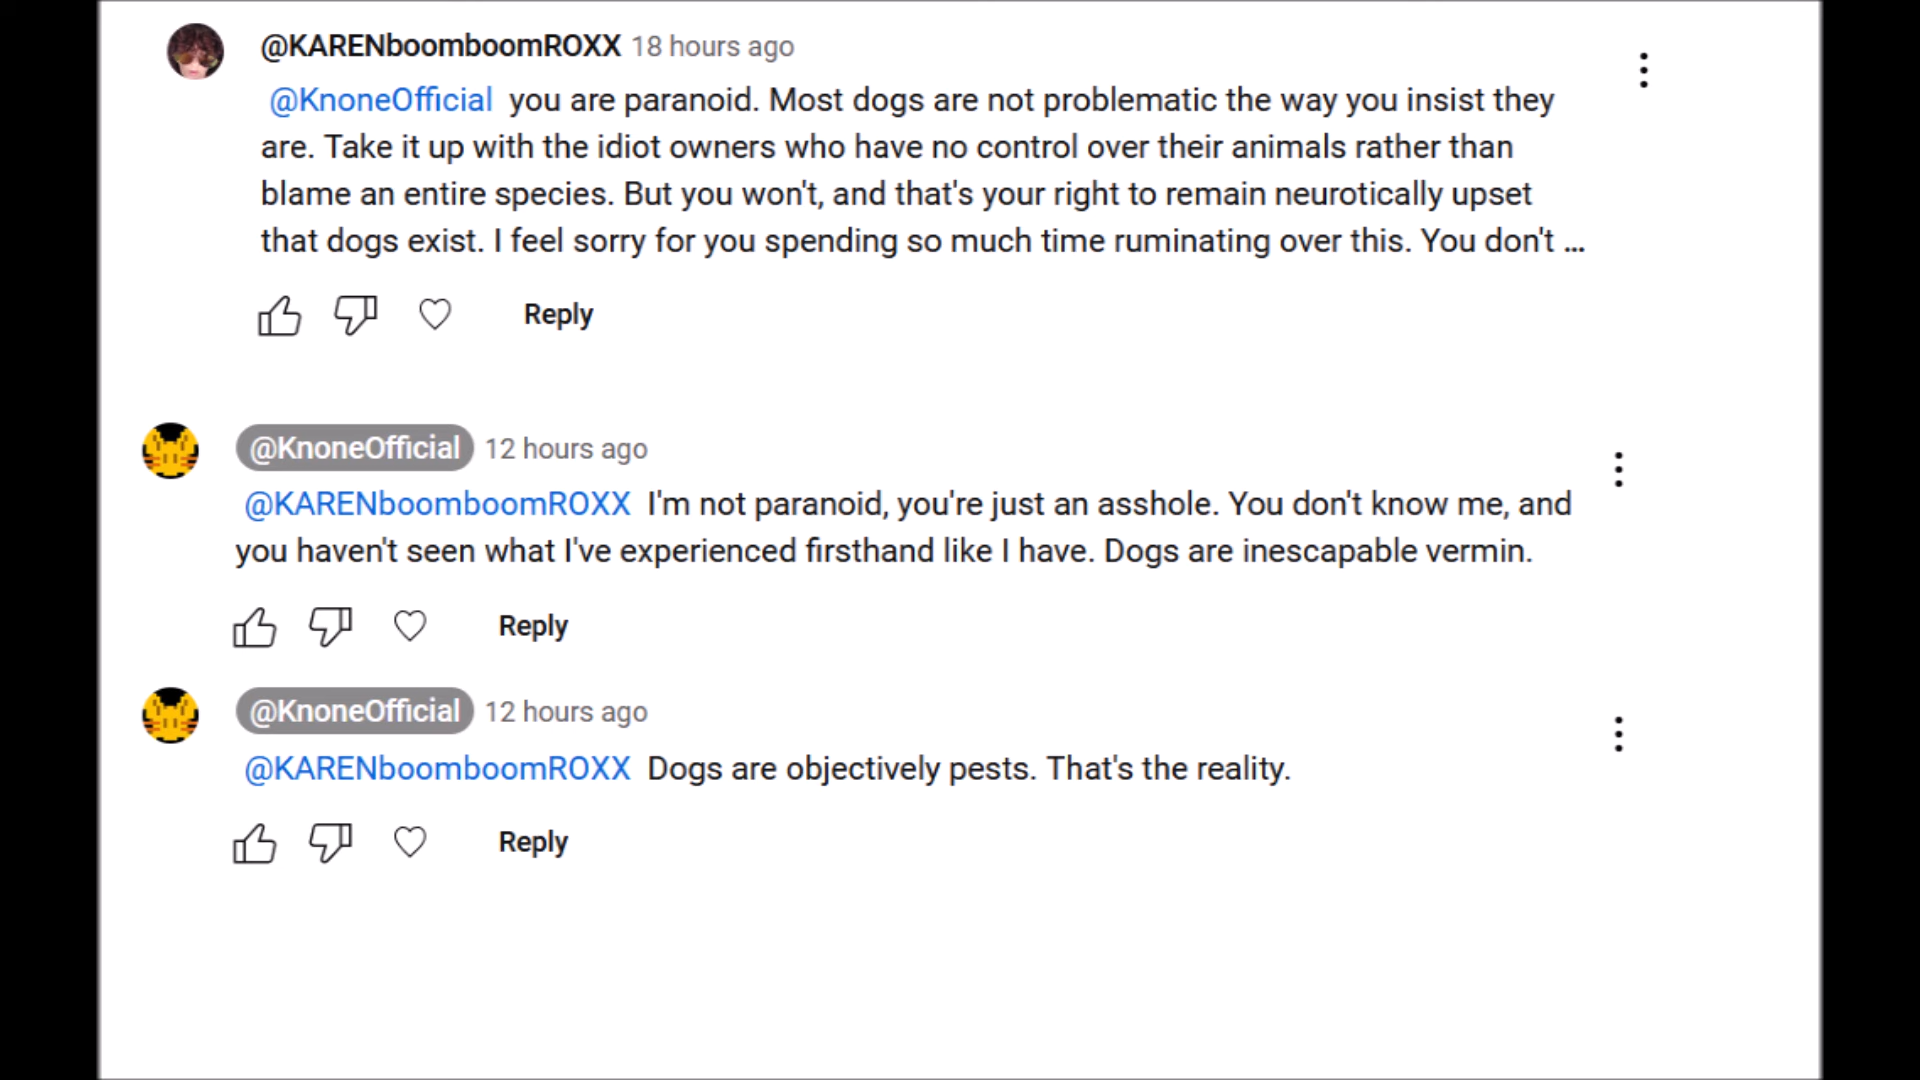 @KARENboomboomROXX 18 hours ago
@KnoneOfficial you are paranoid. Most dogs are not problematic the way you insist they
are. Take it up with the idiot owners who have no control over their animals rather than
blame an entire species. But you won't, and that's your right to remain neurotically upset
that dogs exist. I feel sorry for you spending so much time ruminating over this. You don't ...
Reply
@KnoneOfficial 12 hours ago
@KARENboomboomROXX I'm not paranoid, you're just an asshole. You don't know me, and
you haven't seen what I've experienced firsthand like I have. Dogs are inescapable vermin.
Reply
@KnoneOfficial 12 hours ago
@KARENboomboomROXX Dogs are objectively pests. That's the reality.
Reply